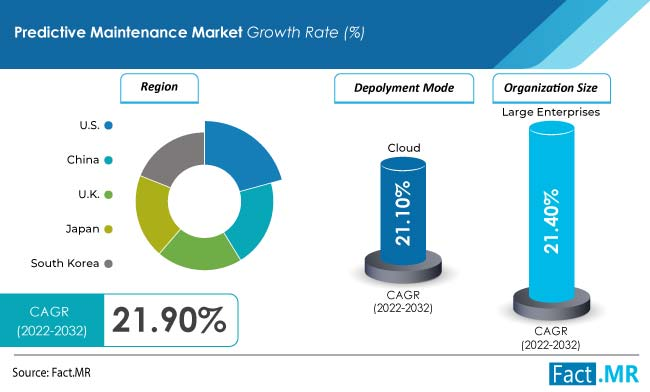 Predictive Maintenance Market Growth Rate (%)
Region
Depolyment Mode
Organization Size
U.S.
China
U.K.
Japan
South Korea
Cloud
21.10%
CAGR
(2022-2032)
Large Enterprises
21.40%
CAGR
(2022-2032)
CAGR
(2022-2032)
21.90%
Source: Fact.MR
Fact.MR